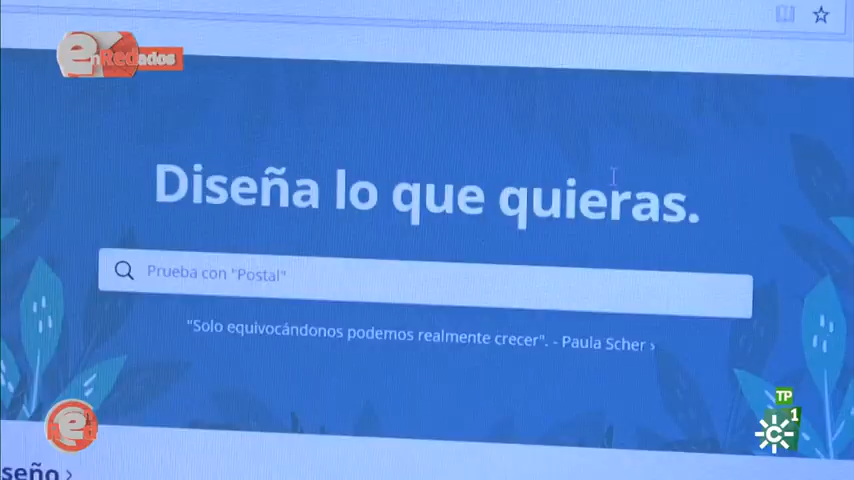 enRedados
Diseña lo que quieras.
Prueba con "Postal"
"Solo equivocándonos podemos realmente crecer". - Paula Scher ›
e
TP
1
C
seño ›